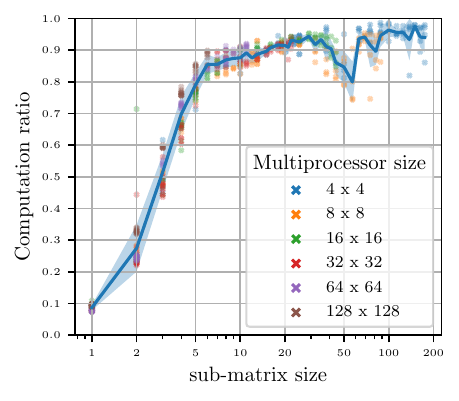 1.0
0.9
0.8
0.7
0.6
0.5
0.4
0.3
0.2
0.1
0.0
Computation ratio
Multiprocessor size
4 x 4
8 x 8
16 x 16
32 x 32
64 x 64
128 x 128
1 2 5 10 20 50 100 200
sub-matrix size